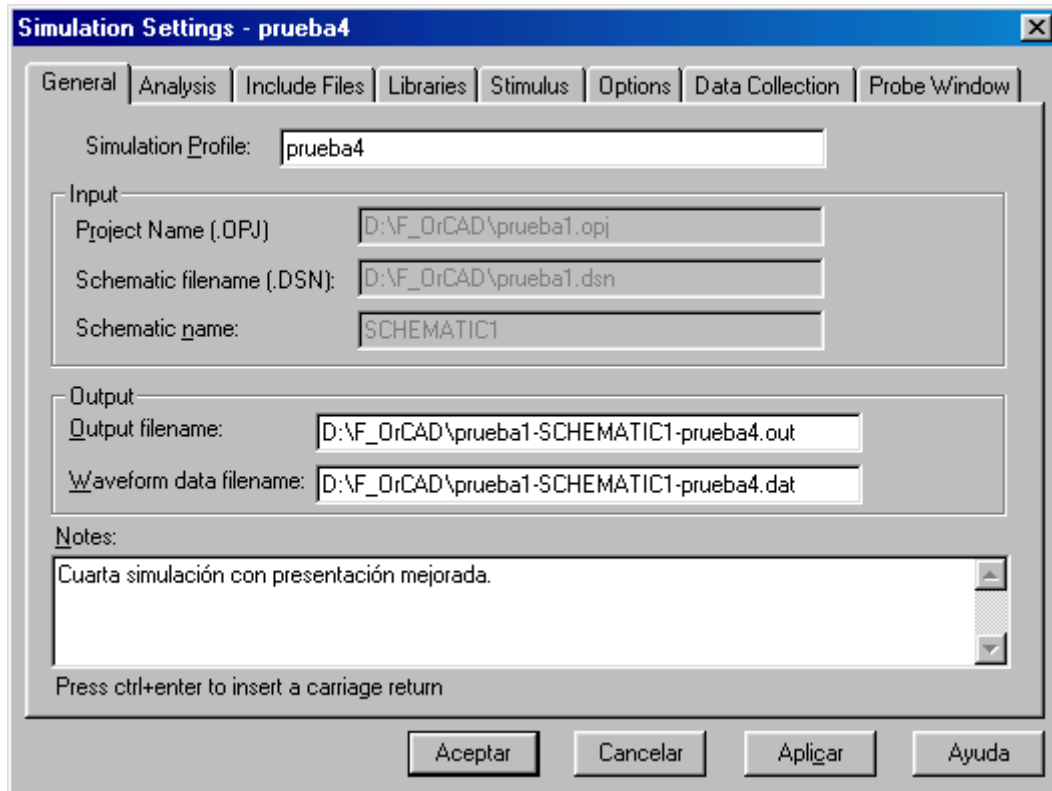 Simulation Settings - prueba4
General Analysis Include Files Libraries Stimulus Options Data Collection Probe Window
Simulation Profile: prueba4
Input
Project Name (.OPJ) D:\F_OrCAD\prueba1.opj
Schematic filename (.DSN): D:\F_OrCAD\prueba1.dsn
Schematic name: SCHEMATIC1
Output
Output filename: D:\F_OrCAD\prueba1-SCHEMATIC1-prueba4.out
Waveform data filename: D:\F_OrCAD\prueba1-SCHEMATIC1-prueba4.dat
Notes:
Cuarta simulación con presentación mejorada.
Press ctrl+enter to insert a carriage return
Aceptar Cancelar Aplicar Ayuda